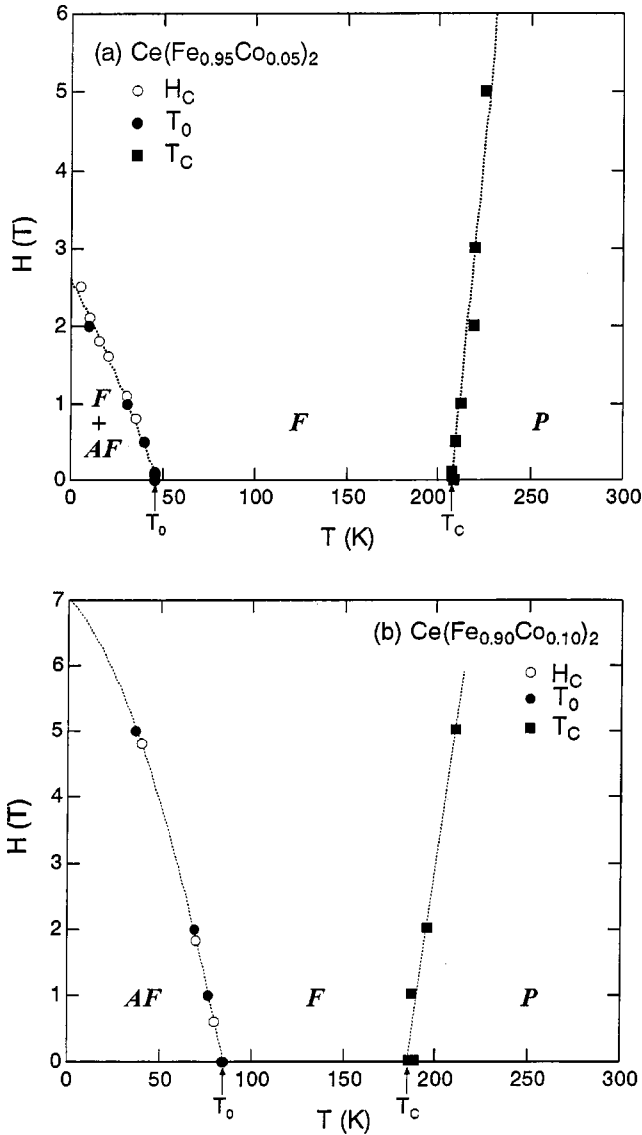 6
(a) Ce(Fe0.95Co0.05)2
HC
T0
TC
5
4
H (T)
3
2
1
F
+
AF
F
P
0
0 50 100 150 200 250 300
T0
T (K)
TC
7
(b) Ce(Fe0.90Co0.10)2
HC
T0
TC
6
5
4
H (T)
3
2
1
AF
F
P
0
0 50 100 150 200 250 300
T0
T (K)
TC